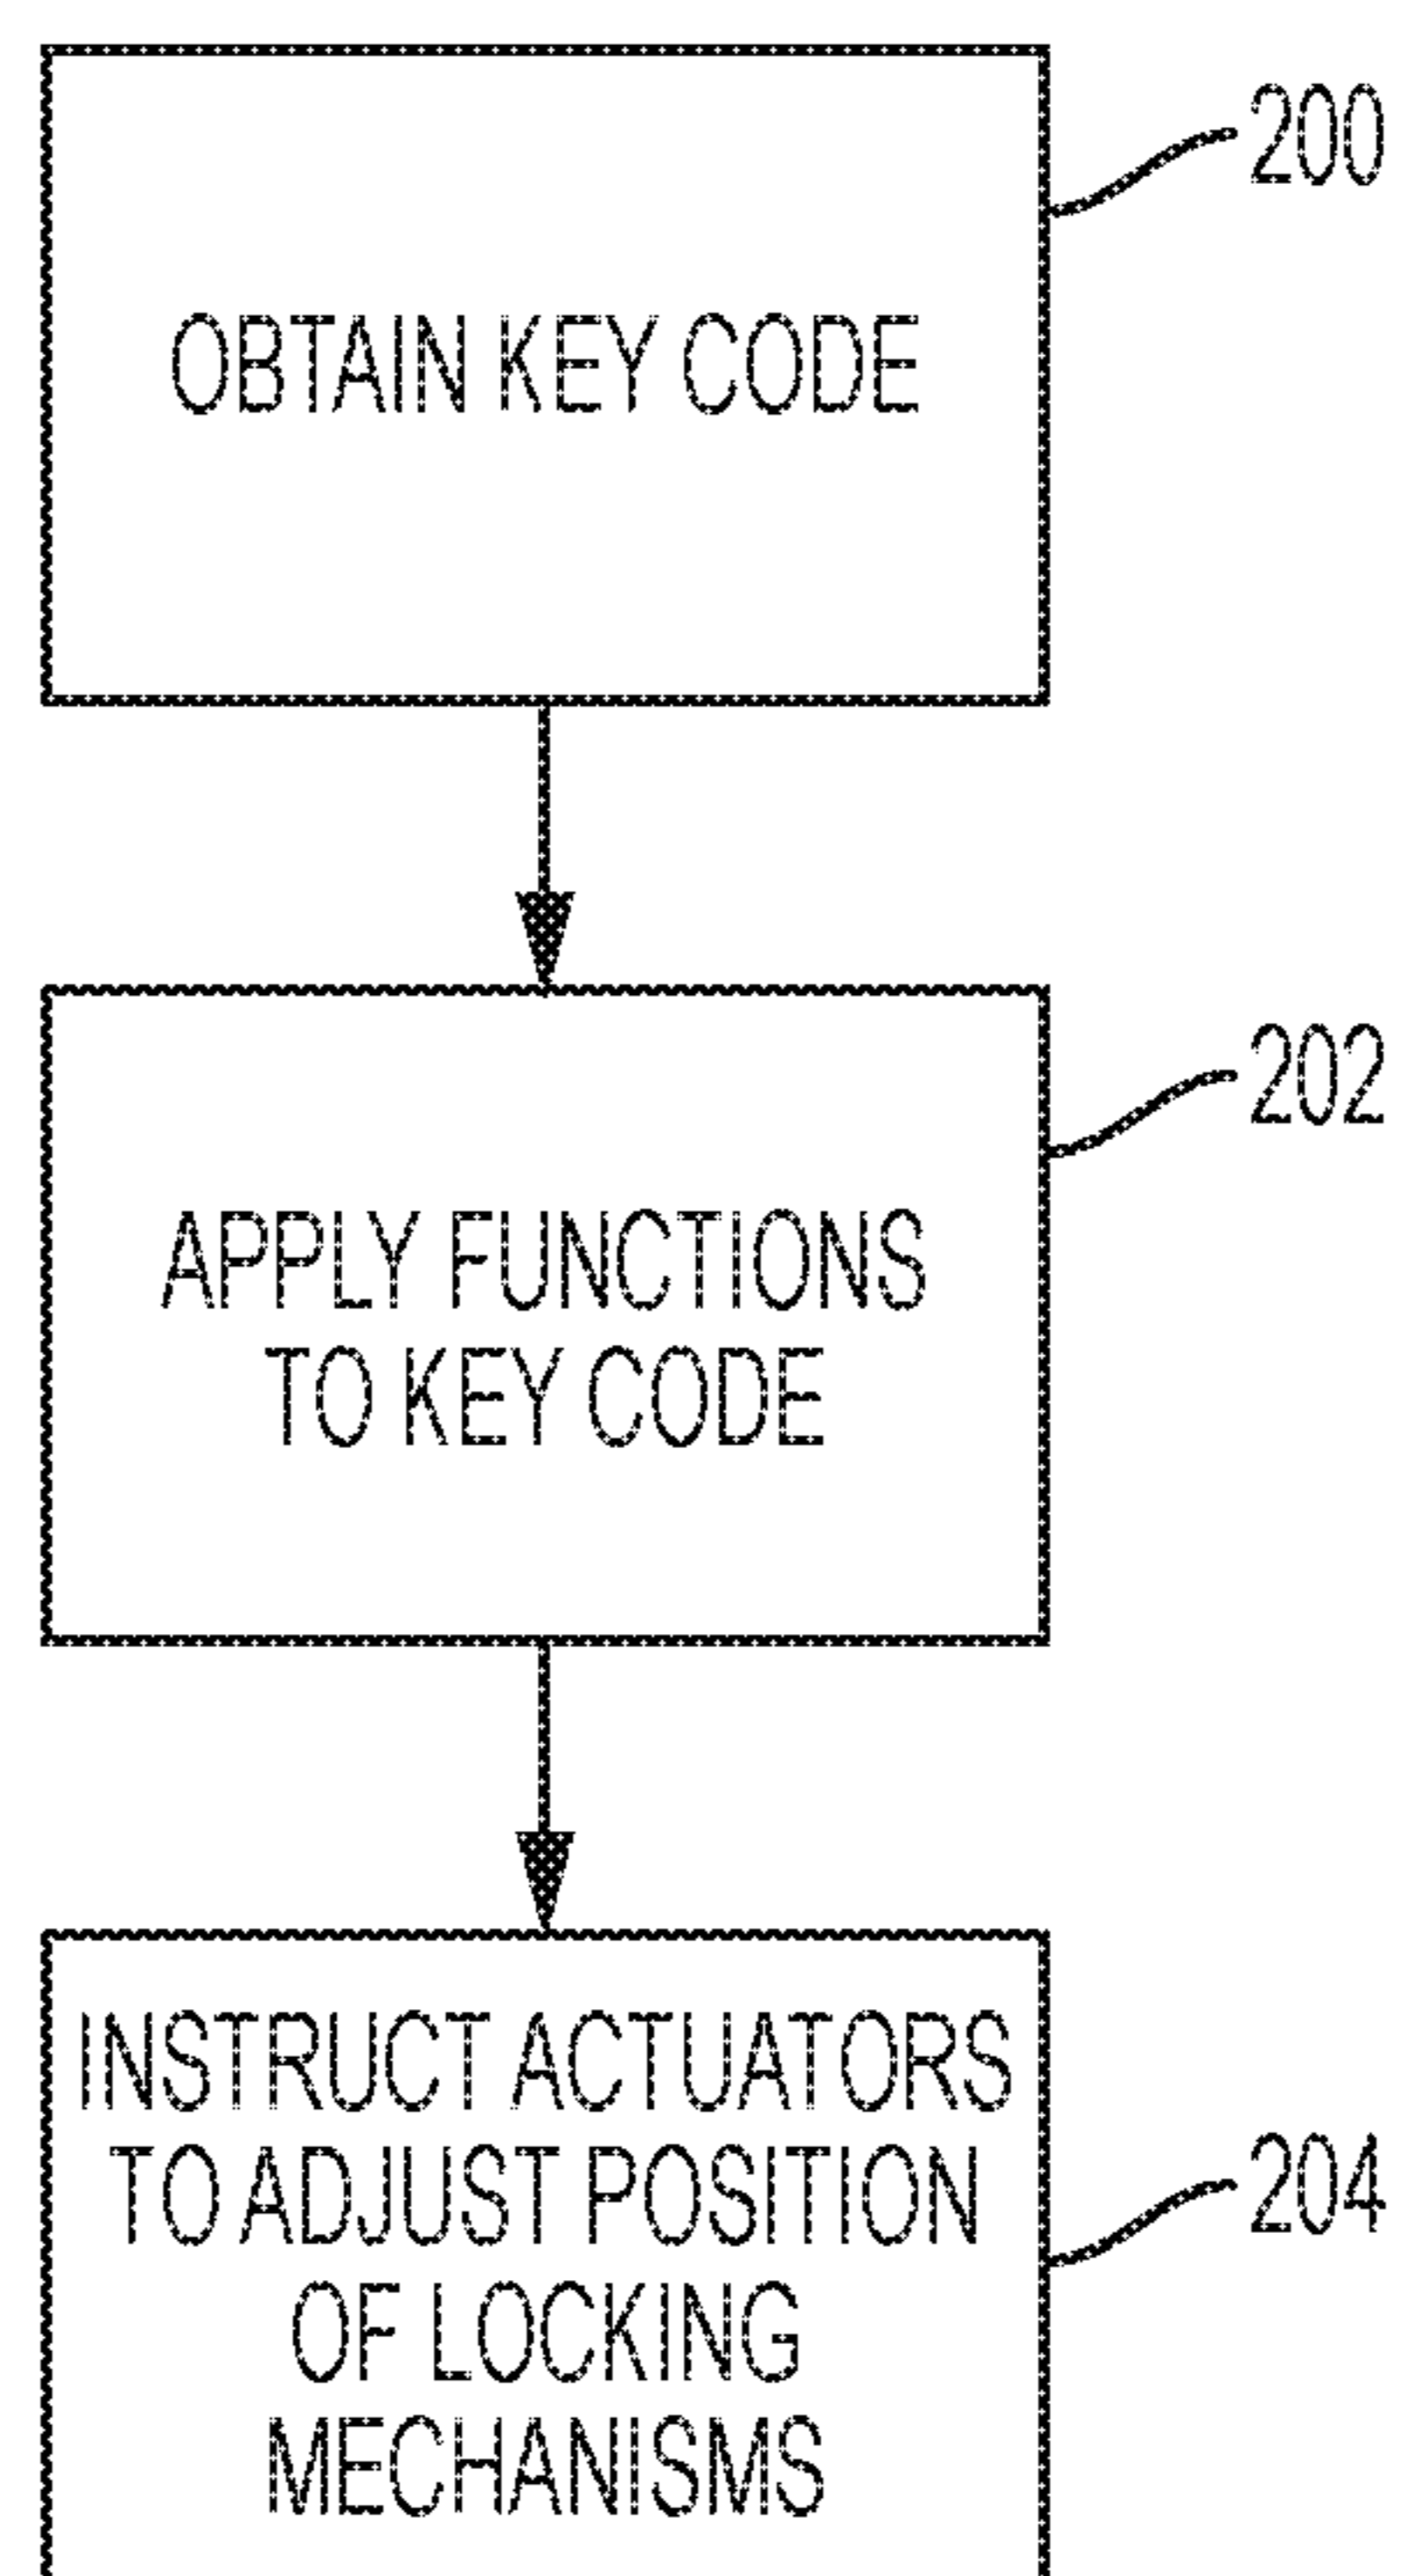 200
OBTAIN KEY CODE
202
APPLY FUNCTIONS
TO KEY CODE
INSTRUCT ACTUATORS
TO ADJUST POSITION
204
OF LOCKING
MECHANISMS